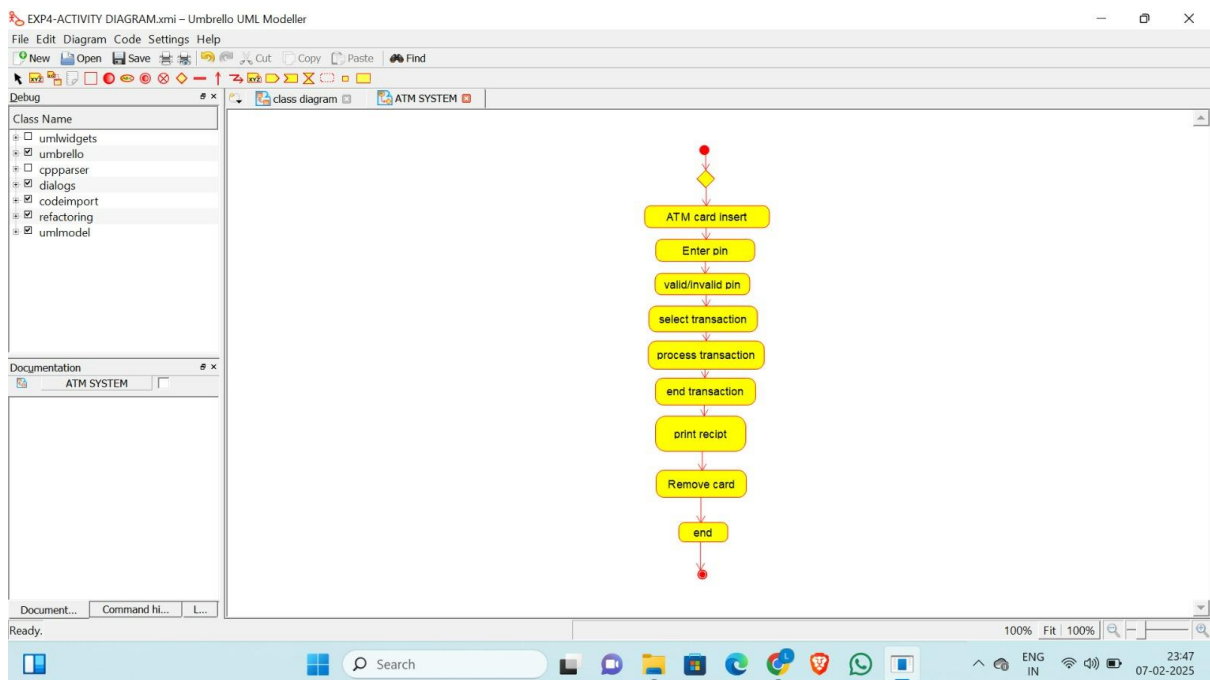 EXP4-ACTIVITY DIAGRAM.xmi – Umbrello UML Modeller
File Edit Diagram Code Settings Help
New Open Save Cut Copy Paste Find
Debug
class diagram ATM SYSTEM
Class Name
umlwidgets
umbrello
cppparser
dialogs
codeimport
refactoring
umlmodel
ATM card insert
Enter pin
valid/invalid pin
select transaction
process transaction
end transaction
print recipt
Remove card
end
Documentation
ATM SYSTEM
Document... Command hi... L...
Ready.
100% Fit 100%
Search
ENG
IN
23:47
07-02-2025